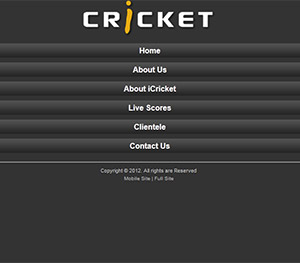 CRiCKET
Home
About Us
About iCricket
Live Scores
Clientele
Contact Us
Copyright © 2012. All rights are Reserved
Mobile Site | Full Site